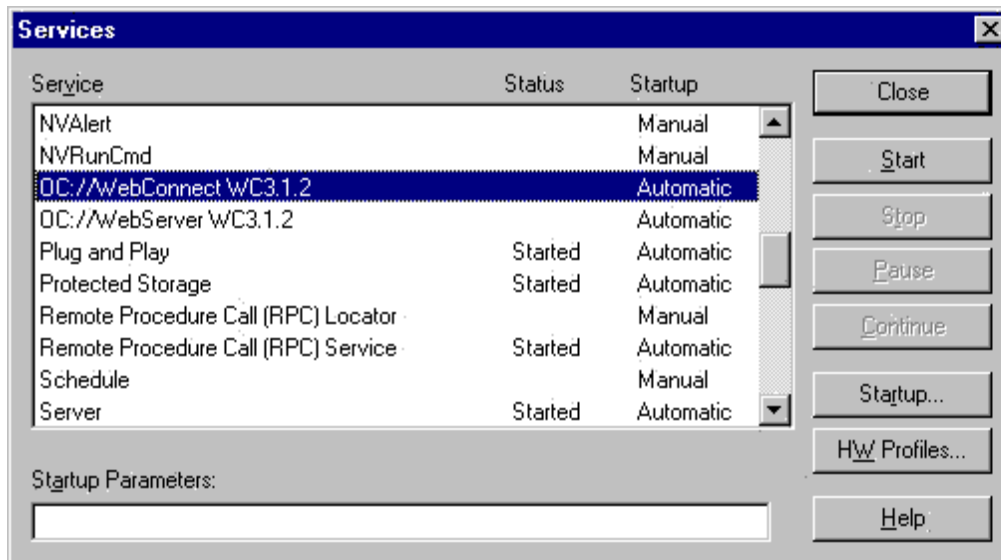 Services
Service Status Startup
NVAlert Manual
NVRunCmd Manual
OC://WebConnect WC3.1.2 Automatic
OC://WebServer WC3.1.2 Automatic
Plug and Play Started Automatic
Protected Storage Started Automatic
Remote Procedure Call (RPC) Locator Manual
Remote Procedure Call (RPC) Service Started Automatic
Schedule Manual
Server Started Automatic
Startup Parameters:
Close
Start
Stop
Pause
Continue
Startup...
HW Profiles...
Help